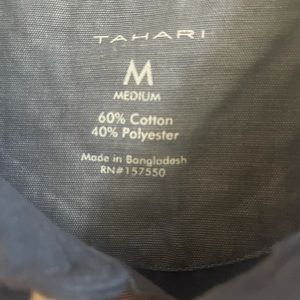 TAHARI
M
MEDIUM
60% Cotton
40% Polyester
Made in Bangladesh
RN#157550